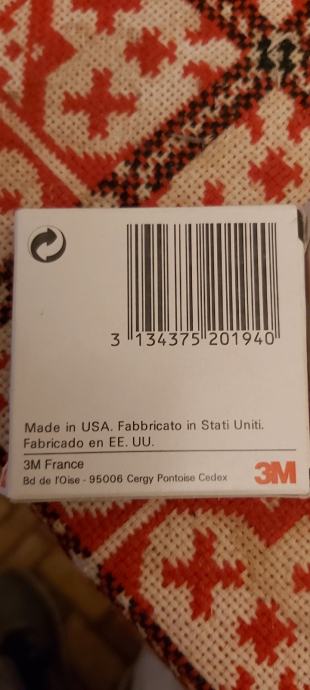 3 134375 201940
Made in USA. Fabbricato in Stati Uniti.
Fabricado en EE. UU.
3M France
Bd de l'Oise - 95006 Cergy Pontoise Cedex
3M